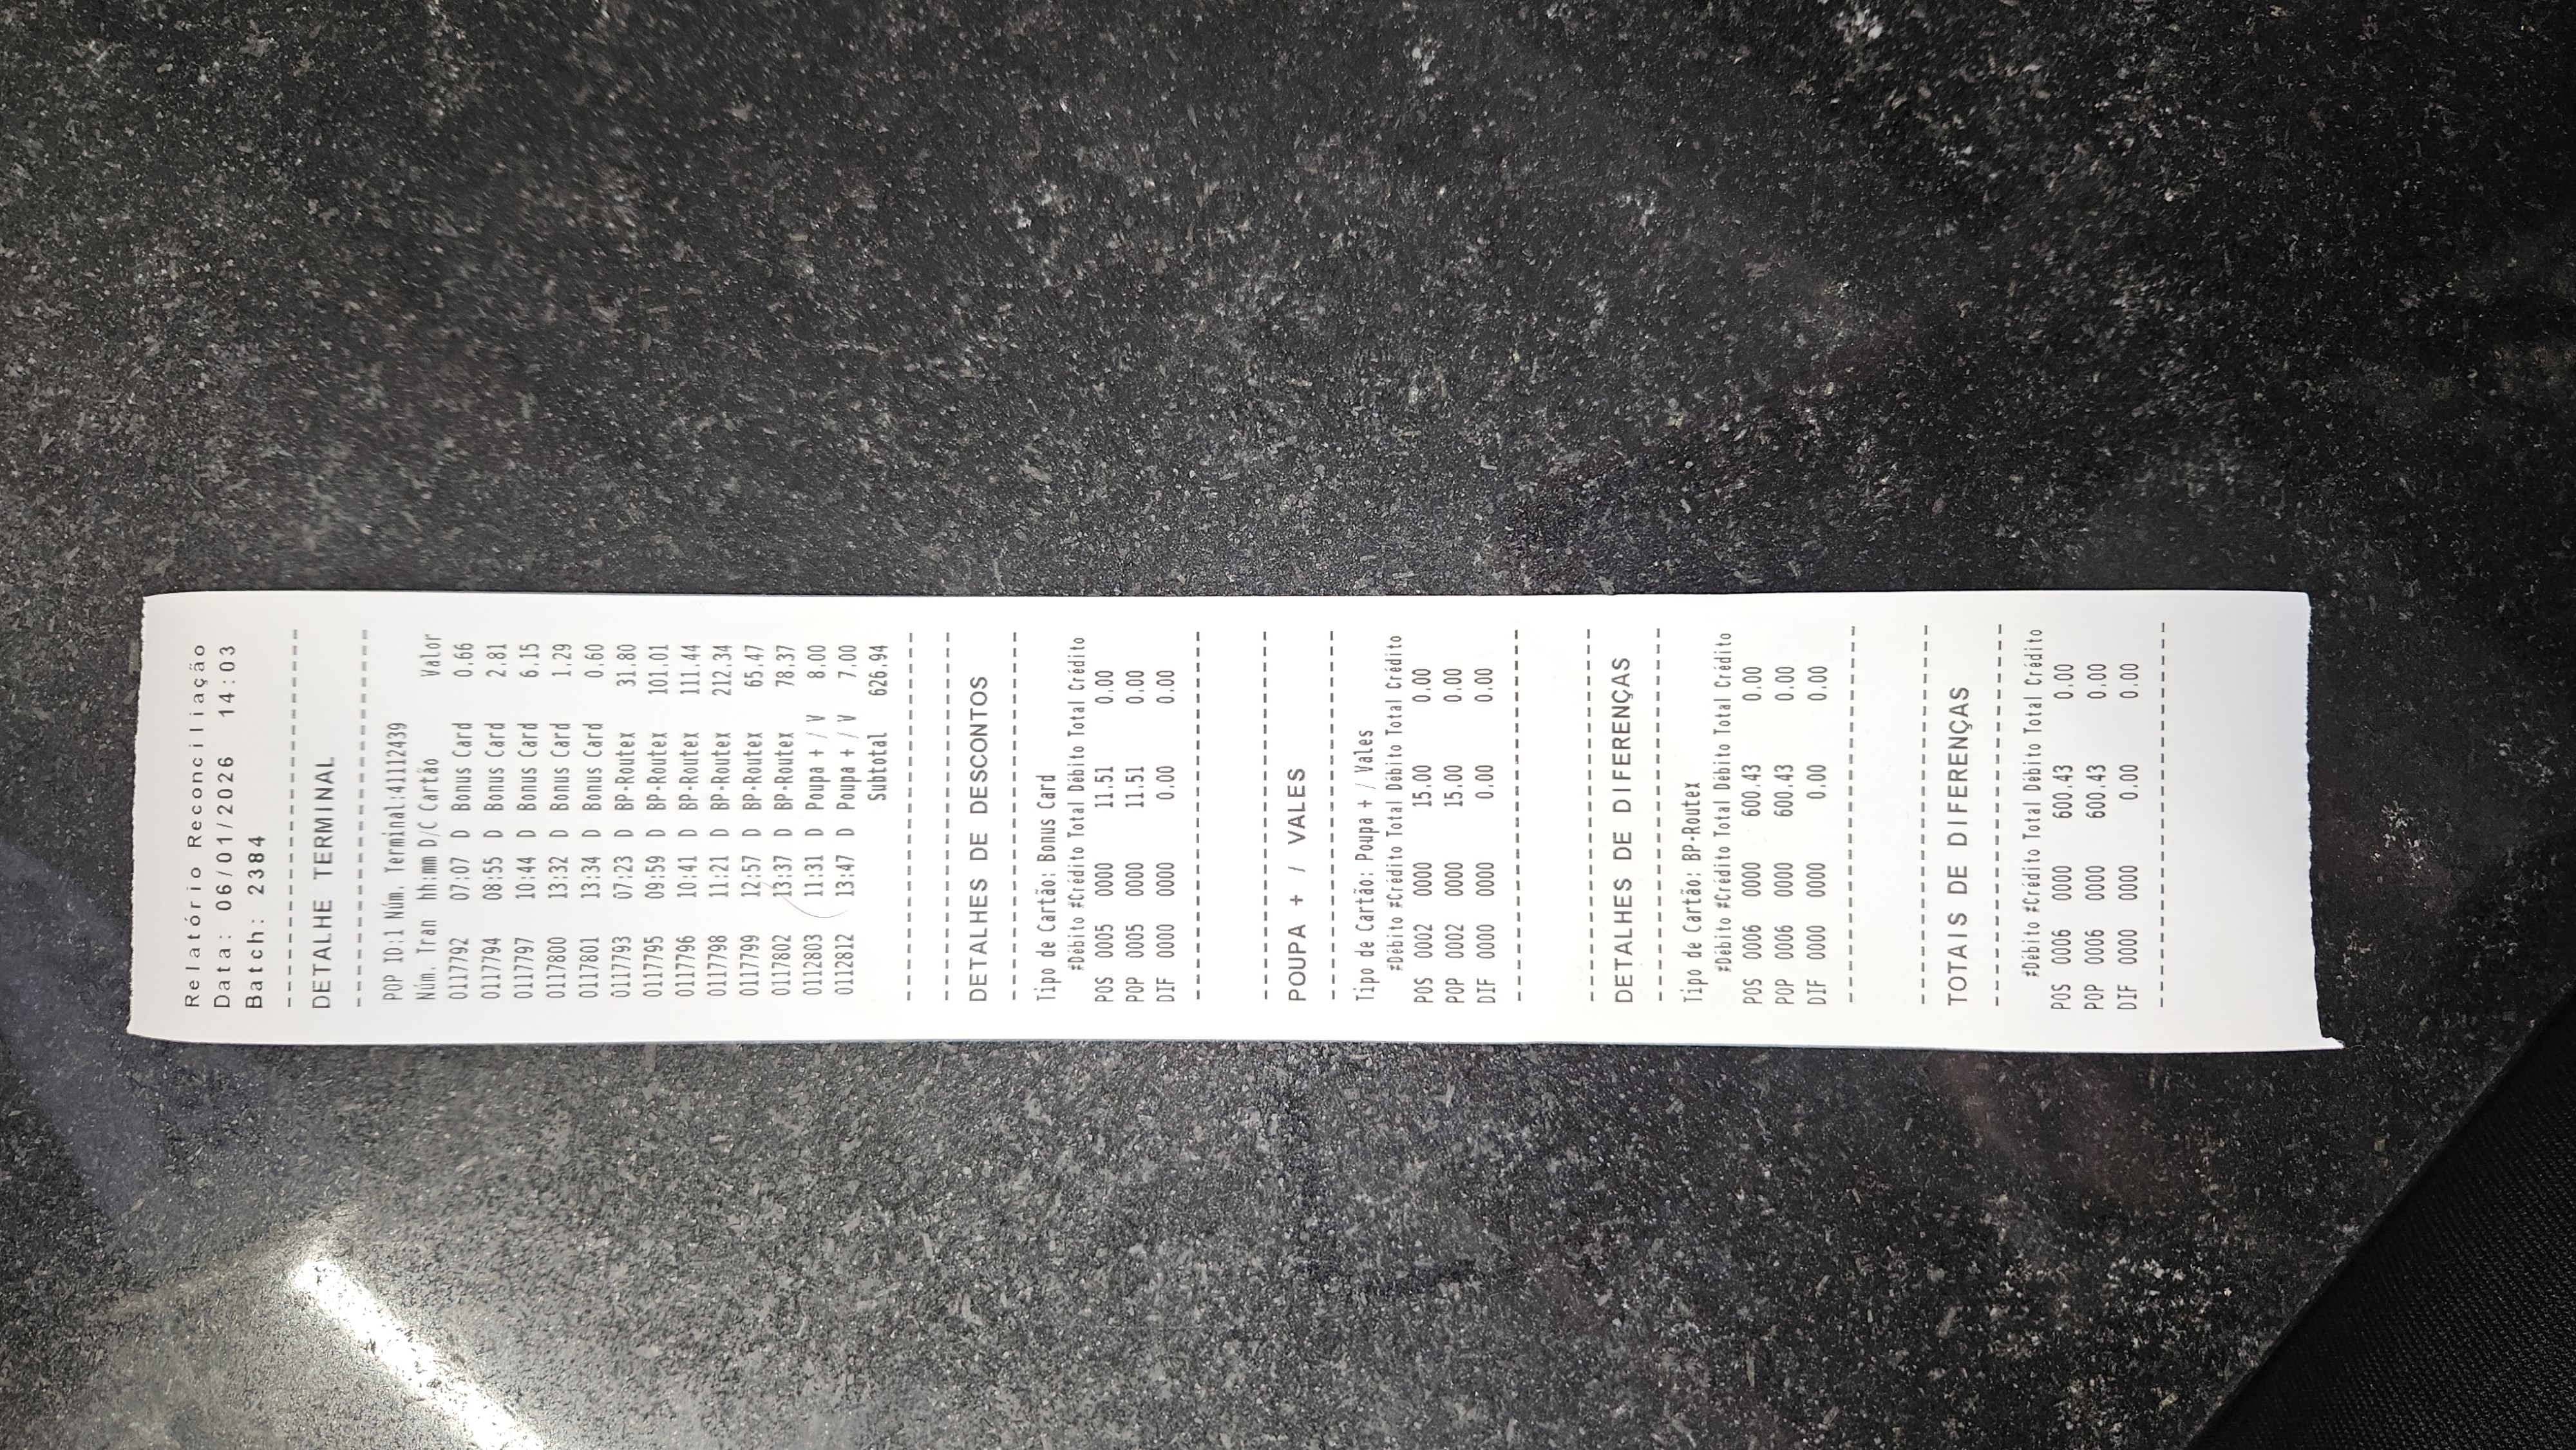 Relatório Reconciliação
Data: 06/01/2026 14:03
Batch: 2384
---------------------
DETALHE TERMINAL
---------------------
POP ID:1 Núm. Terminal:41112439
Núm. Tran hh:mm D/C Cartão Valor
0117792 07:07 D Bonus Card 0.66
0117794 08:55 D Bonus Card 2.81
0117797 10:44 D Bonus Card 6.15
0117800 13:32 D Bonus Card 1.29
0117801 13:34 D Bonus Card 0.60
0117793 07:23 D BP-Routex 31.80
0117795 09:59 D BP-Routex 101.01
0117796 10:41 D BP-Routex 111.44
0117798 11:21 D BP-Routex 212.34
0117799 12:57 D BP-Routex 65.47
0117802 13:37 D BP-Routex 78.37
0112803 11:31 D Poupa + / V 8.00
0112812 13:47 D Poupa + / V 7.00
Subtotal 626.94
---------------------
---------------------
DETALHES DE DESCONTOS
---------------------
Tipo de Cartão: Bonus Card
#Débito #Crédito Total Débito Total Crédito
POS 0005 0000 11.51 0.00
POP 0005 0000 11.51 0.00
DIF 0000 0000 0.00 0.00
---------------------
---------------------
POUPA + / VALES
---------------------
Tipo de Cartão: Poupa + / Vales
#Débito #Crédito Total Débito Total Crédito
POS 0002 0000 15.00 0.00
POP 0002 0000 15.00 0.00
DIF 0000 0000 0.00 0.00
---------------------
---------------------
DETALHES DE DIFERENÇAS
---------------------
Tipo de Cartão: BP-Routex
#Débito #Crédito Total Débito Total Crédito
POS 0006 0000 600.43 0.00
POP 0006 0000 600.43 0.00
DIF 0000 0000 0.00 0.00
---------------------
---------------------
TOTAIS DE DIFERENÇAS
---------------------
#Débito #Crédito Total Débito Total Crédito
POS 0006 0000 600.43 0.00
POP 0006 0000 600.43 0.00
DIF 0000 0000 0.00 0.00
---------------------